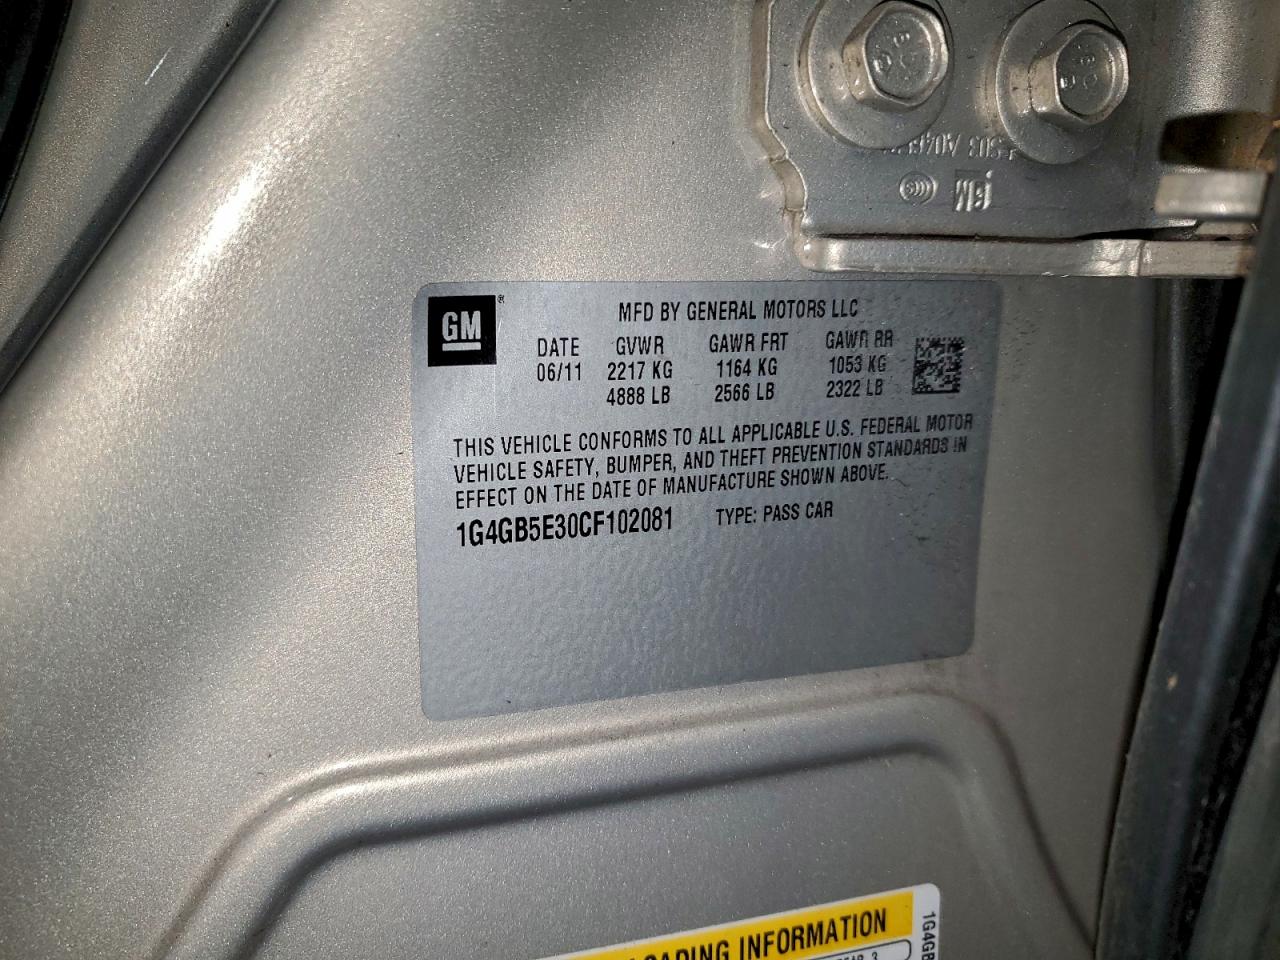 GM
MFD BY GENERAL MOTORS LLC
DATE GVWR GAWR FRT GAWR RR
06/11 2217 KG 1164 KG 1053 KG
4888 LB 2566 LB 2322 LB
THIS VEHICLE CONFORMS TO ALL APPLICABLE U.S. FEDERAL MOTOR
VEHICLE SAFETY, BUMPER, AND THEFT PREVENTION STANDARDS IN
EFFECT ON THE DATE OF MANUFACTURE SHOWN ABOVE.
1G4GB5E30CF102081 TYPE: PASS CAR
OADING INFORMATION
1G4GB